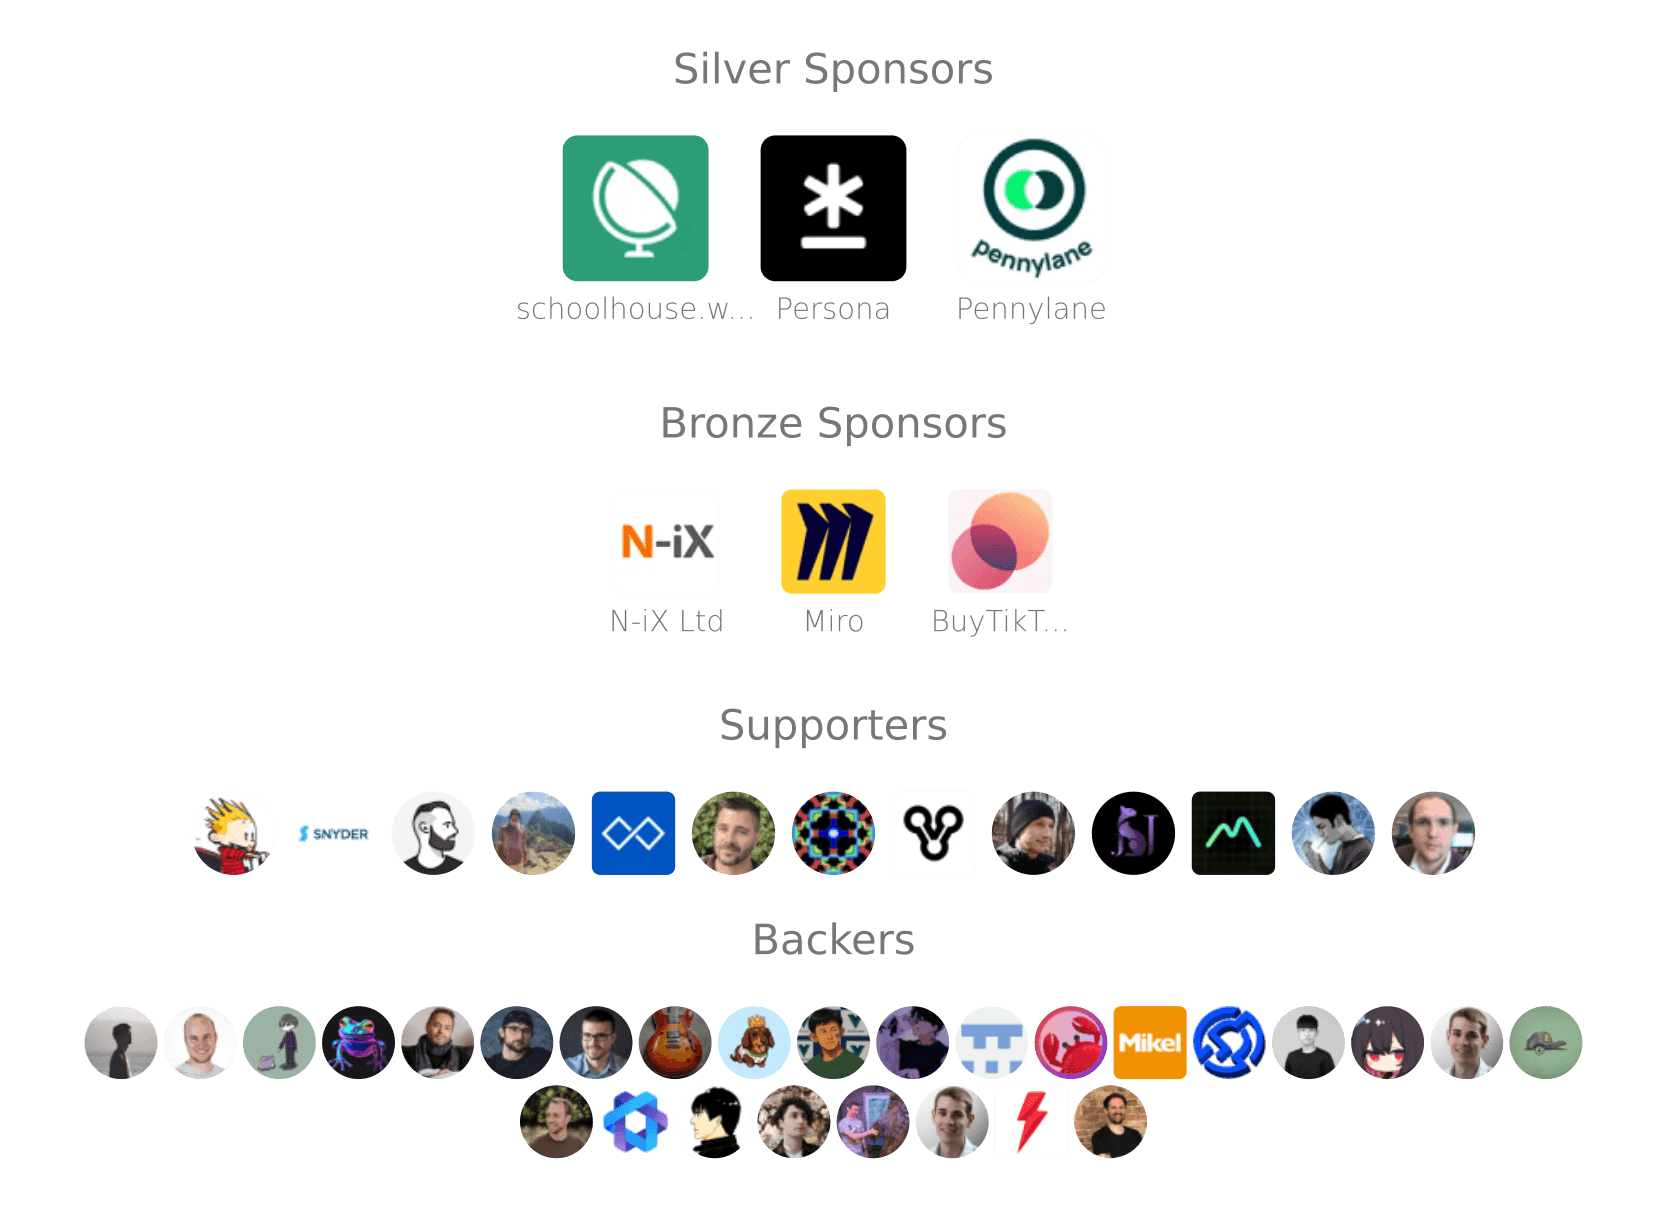 Silver Sponsors
pennylane
schoolhouse.w... Persona Pennylane
Bronze Sponsors
N-iX
N-iX Ltd Miro BuyTikT...
Supporters
SNYDER
Backers
Mikel